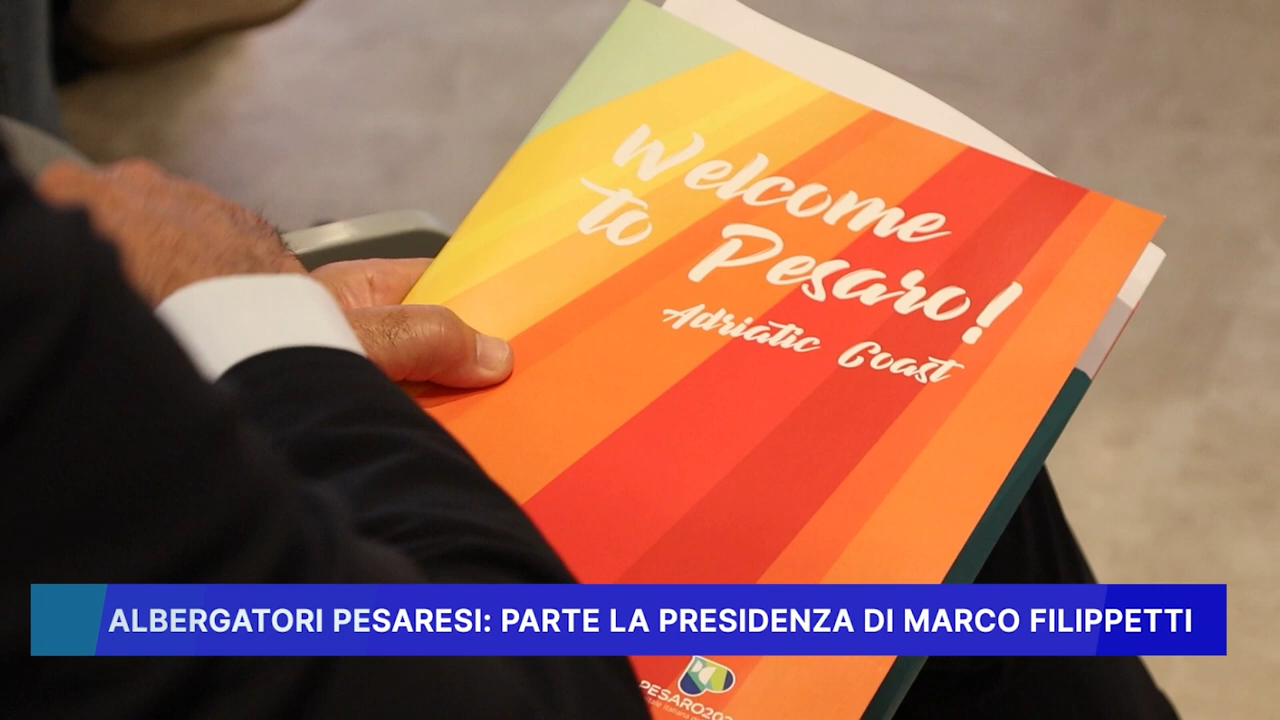 Welcome
to Pesaro!
Adriatic Coast
ALBERGATORI PESARESI: PARTE LA PRESIDENZA DI MARCO FILIPPETTI